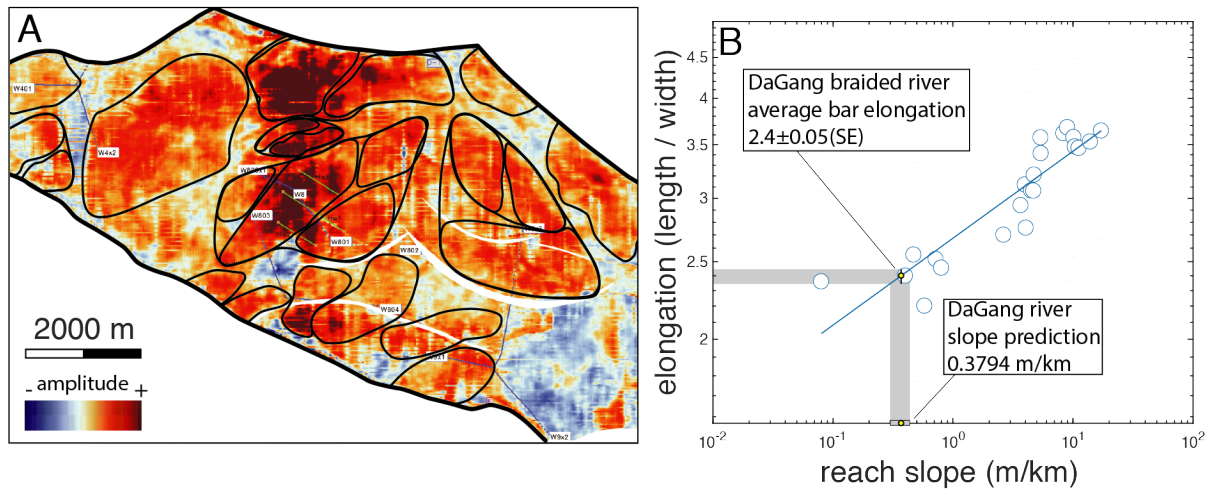 A
W401
W4x2
W8
W803
W801
W802
W804
W9x2
2000 m
- amplitude +
B
elongation (length / width)
4.5
4
3.5
3
2.5
2
DaGang braided river
average bar elongation
2.4±0.05(SE)
DaGang river
slope prediction
0.3794 m/km
10-2
10-1
100
101
102
reach slope (m/km)